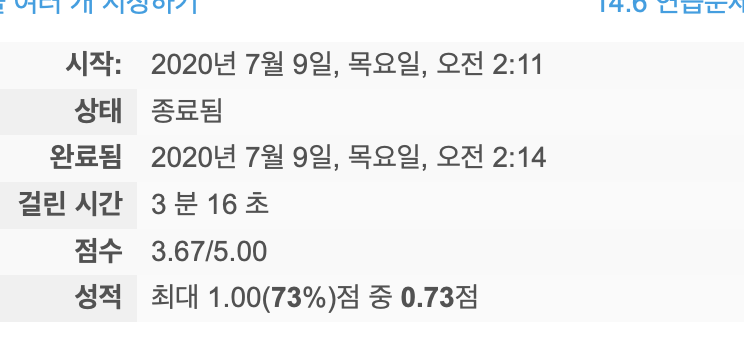 여러 개 지정하기
14.6 연습문제
시작: 2020년 7월 9일, 목요일, 오전 2:11
상태 종료됨
완료됨 2020년 7월 9일, 목요일, 오전 2:14
걸린 시간 3 분 16 초
점수 3.67/5.00
성적 최대 1.00(73%)점 중 0.73점